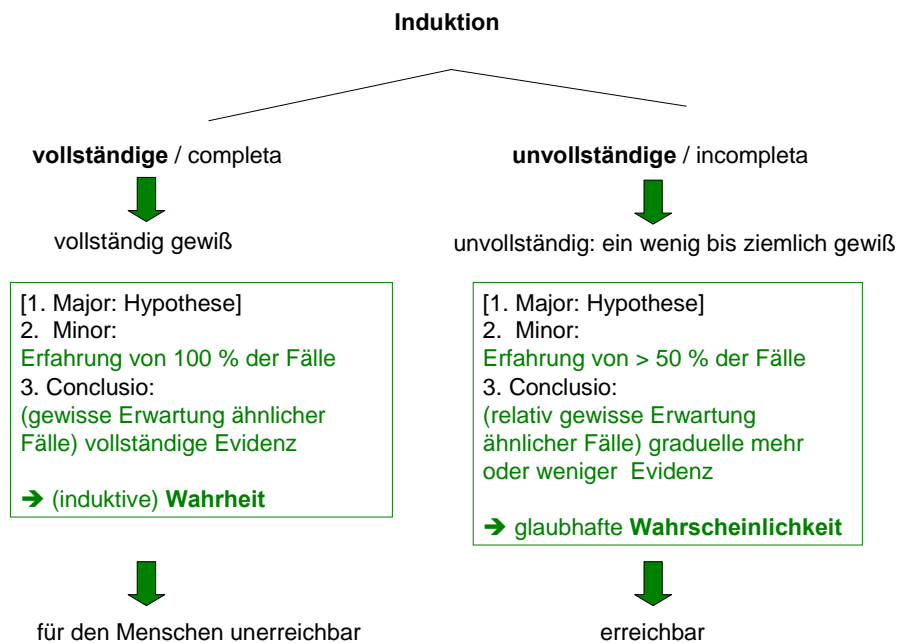 Induktion
vollständige / completa
vollständig gewiß
[1. Major: Hypothese]
2. Minor:
Erfahrung von 100 % der Fälle
3. Conclusio:
(gewisse Erwartung ähnlicher
Fälle) vollständige Evidenz
➔ (induktive) Wahrheit
für den Menschen unerreichbar
unvollständige / incompleta
unvollständig: ein wenig bis ziemlich gewiß
[1. Major: Hypothese]
2. Minor:
Erfahrung von > 50 % der Fälle
3. Conclusio:
(relativ gewisse Erwartung
ähnlicher Fälle) graduelle mehr
oder weniger Evidenz
➔ glaubhafte Wahrscheinlichkeit
erreichbar